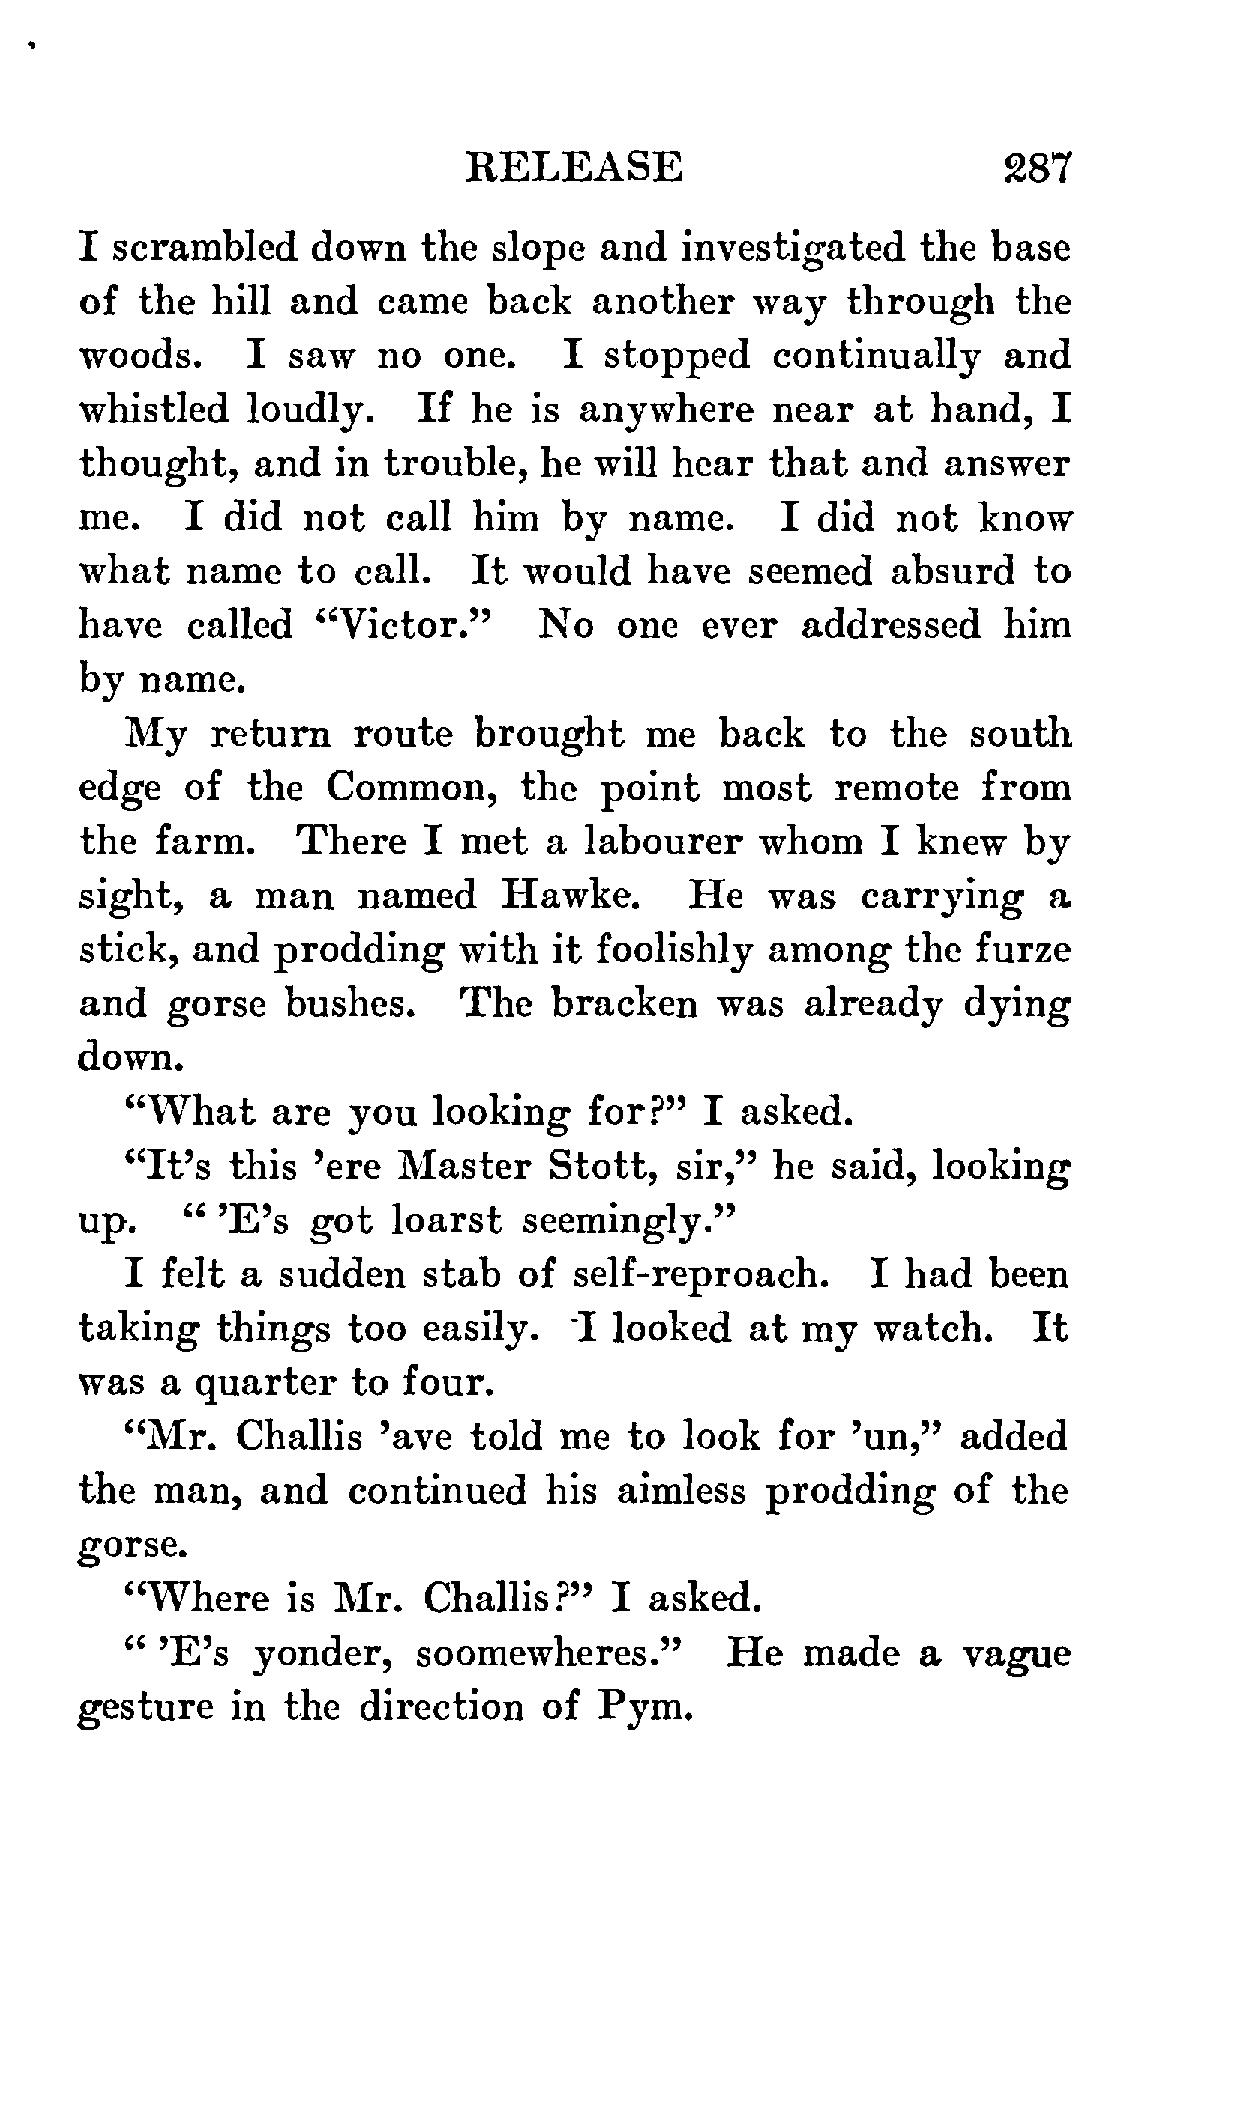 RELEASE 287
I scrambled down the slope and investigated the base
of the hill and came back another way through the
woods. I saw no one. I stopped continually and
whistled loudly. If he is anywhere near at hand, I
thought, and in trouble, he will hear that and answer
me. I did not call him by name. I did not know
what name to call. It would have seemed absurd to
have called “Victor.” No one ever addressed him
by name.
My return route brought me back to the south
edge of the Common, the point most remote from
the farm. There I met a labourer whom I knew by
sight, a man named Hawke. He was carrying a
stick, and prodding with it foolishly among the furze
and gorse bushes. The bracken was already dying
down.
“What are you looking for?” I asked.
“It’s this ’ere Master Stott, sir,” he said, looking
up. “ ’E’s got loarst seemingly.”
I felt a sudden stab of self-reproach. I had been
taking things too easily. I looked at my watch. It
was a quarter to four.
“Mr. Challis ’ave told me to look for ’un,” added
the man, and continued his aimless prodding of the
gorse.
“Where is Mr. Challis?” I asked.
“ ’E’s yonder, soomewheres.” He made a vague
gesture in the direction of Pym.